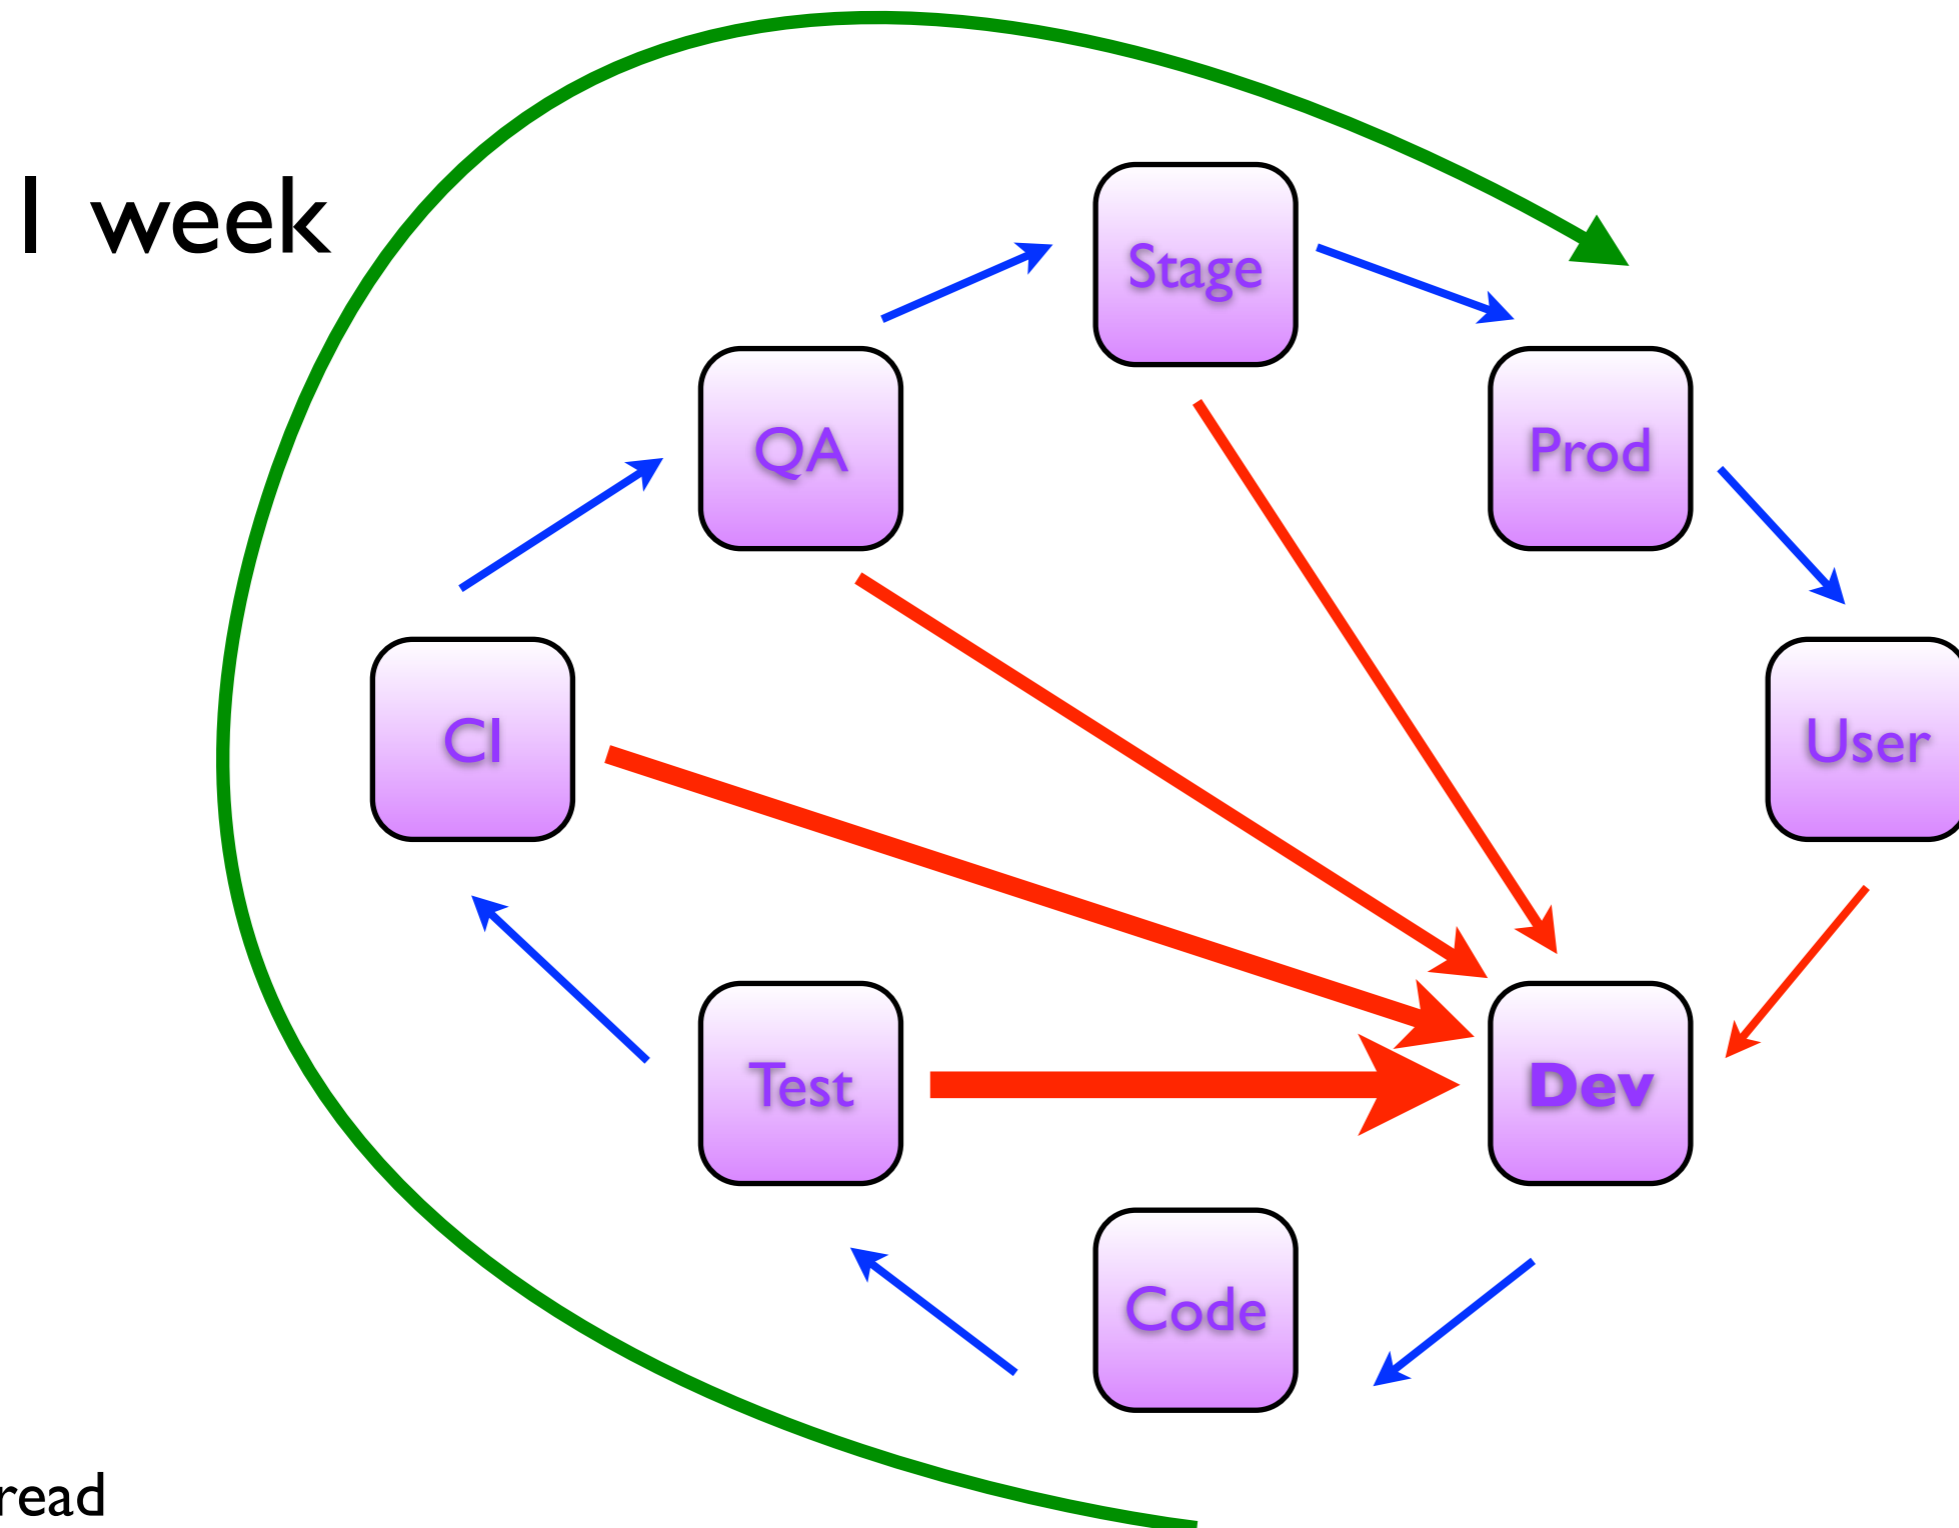 1 week
Stage
QA
Prod
CI
User
Test
Dev
Code
read